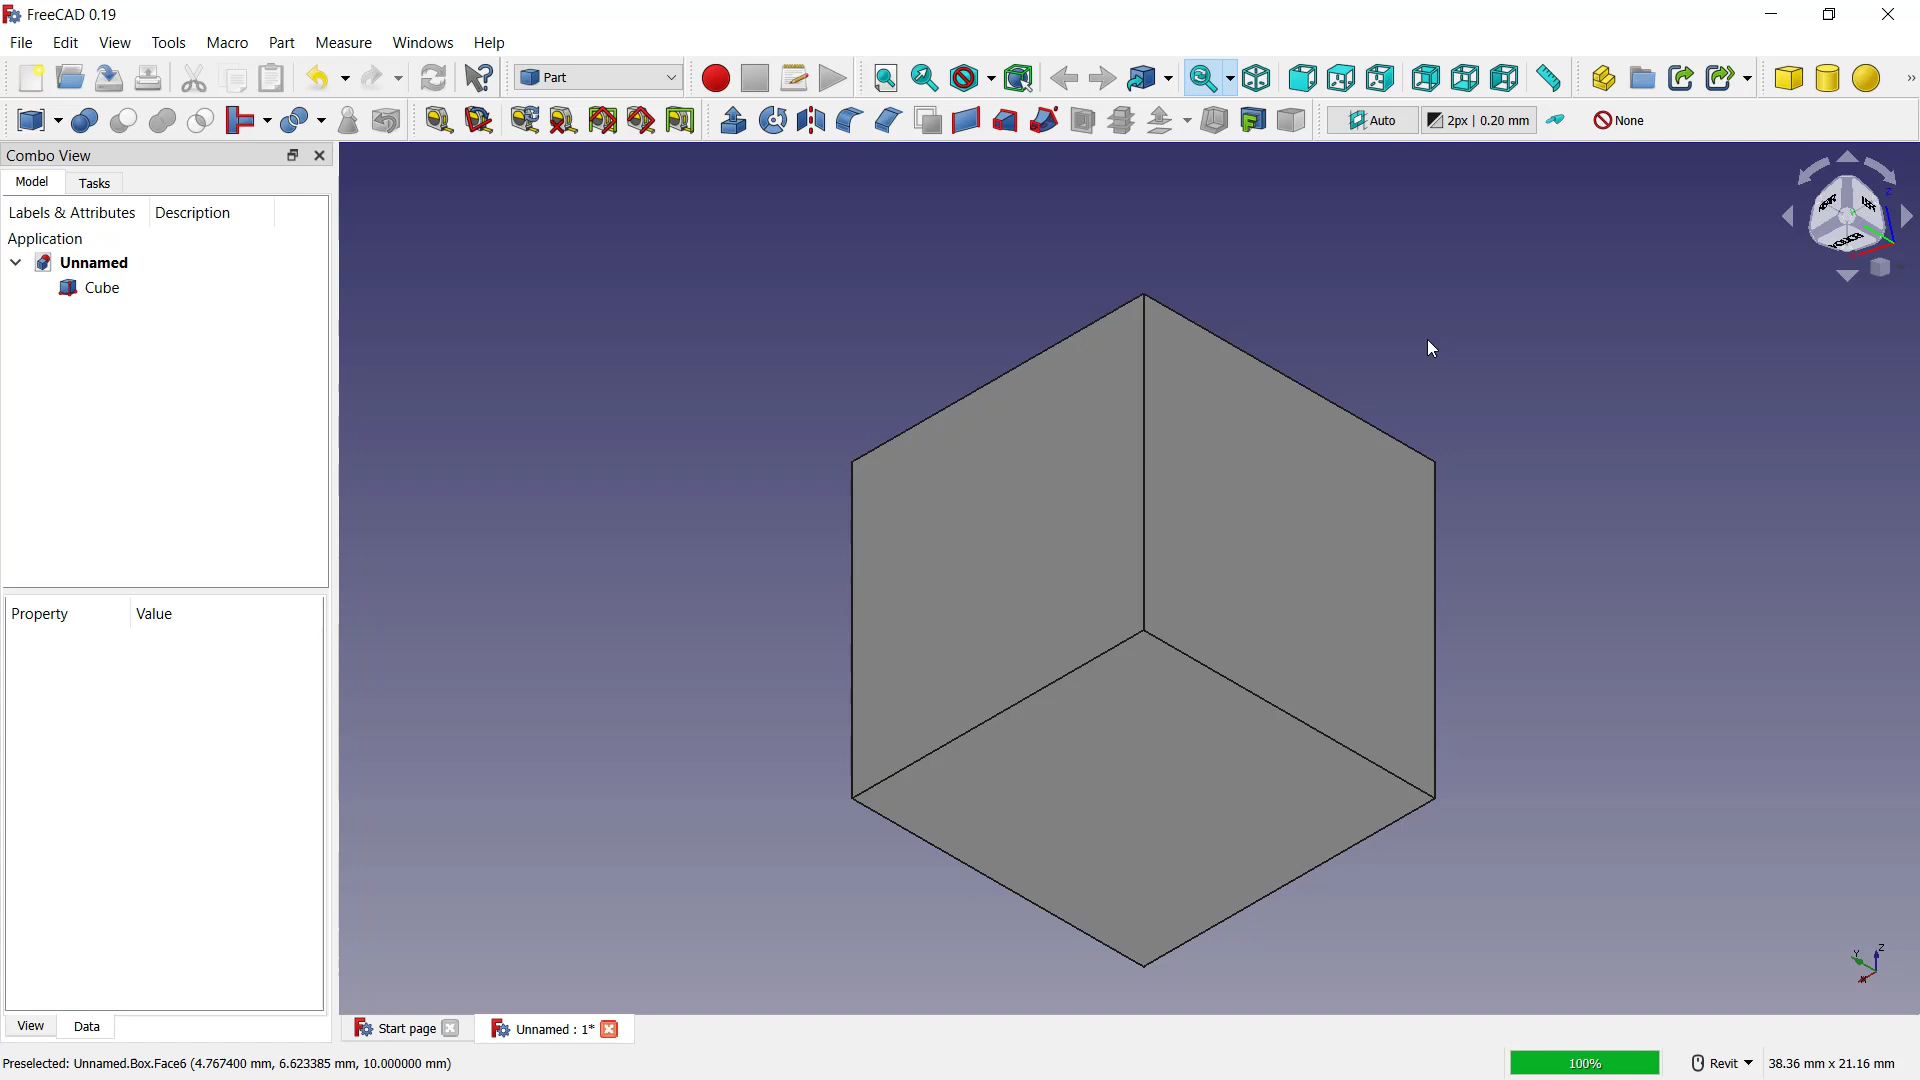 FreeCAD 0.19
File Edit View Tools Macro Part Measure Windows Help
Part
Auto 2px | 0.20 mm None
Combo View
Model Tasks
Labels & Attributes Description
Application
Unnamed
Cube
Property Value
View Data
Start page Unnamed : 1*
Z
Y
X
Preselected: Unnamed.Box.Face6 (4.767400 mm, 6.623385 mm, 10.000000 mm) 100% Revit 38.36 mm x 21.16 mm